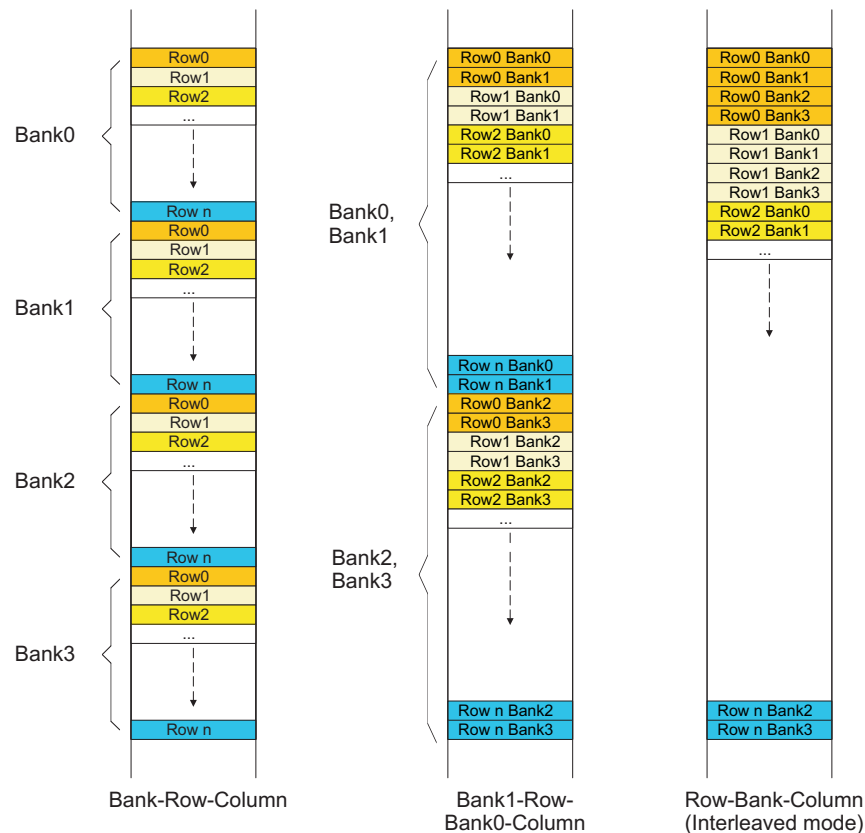 Bank0
Row0
Row1
Row2
...
Row n
Bank1
Row0
Row1
Row2
...
Row n
Bank2
Row0
Row1
Row2
...
Row n
Bank3
Row0
Row1
Row2
...
Row n
Bank-Row-Column
Bank0,
Bank1
Row0 Bank0
Row0 Bank1
Row1 Bank0
Row1 Bank1
Row2 Bank0
Row2 Bank1
...
Row n Bank0
Row n Bank1
Bank2,
Bank3
Row0 Bank2
Row0 Bank3
Row1 Bank2
Row1 Bank3
Row2 Bank2
Row2 Bank3
...
Row n Bank2
Row n Bank3
Bank1-Row-
Bank0-Column
Row0 Bank0
Row0 Bank1
Row0 Bank2
Row0 Bank3
Row1 Bank0
Row1 Bank1
Row1 Bank2
Row1 Bank3
Row2 Bank0
Row2 Bank1
...
Row n Bank2
Row n Bank3
Row-Bank-Column
(Interleaved mode)